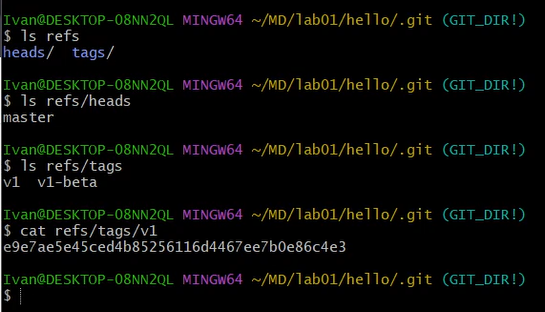 Ivan@DESKTOP-08NN2QL MINGW64 ~/MD/lab01/hello/.git (GIT_DIR!)
$ ls refs
heads/  tags/
Ivan@DESKTOP-08NN2QL MINGW64 ~/MD/lab01/hello/.git (GIT_DIR!)
$ ls refs/heads
master
Ivan@DESKTOP-08NN2QL MINGW64 ~/MD/lab01/hello/.git (GIT_DIR!)
$ ls refs/tags
v1  v1-beta
Ivan@DESKTOP-08NN2QL MINGW64 ~/MD/lab01/hello/.git (GIT_DIR!)
$ cat refs/tags/v1
e9e7ae5e45ced4b85256116d4467ee7b0e86c4e3
Ivan@DESKTOP-08NN2QL MINGW64 ~/MD/lab01/hello/.git (GIT_DIR!)
$